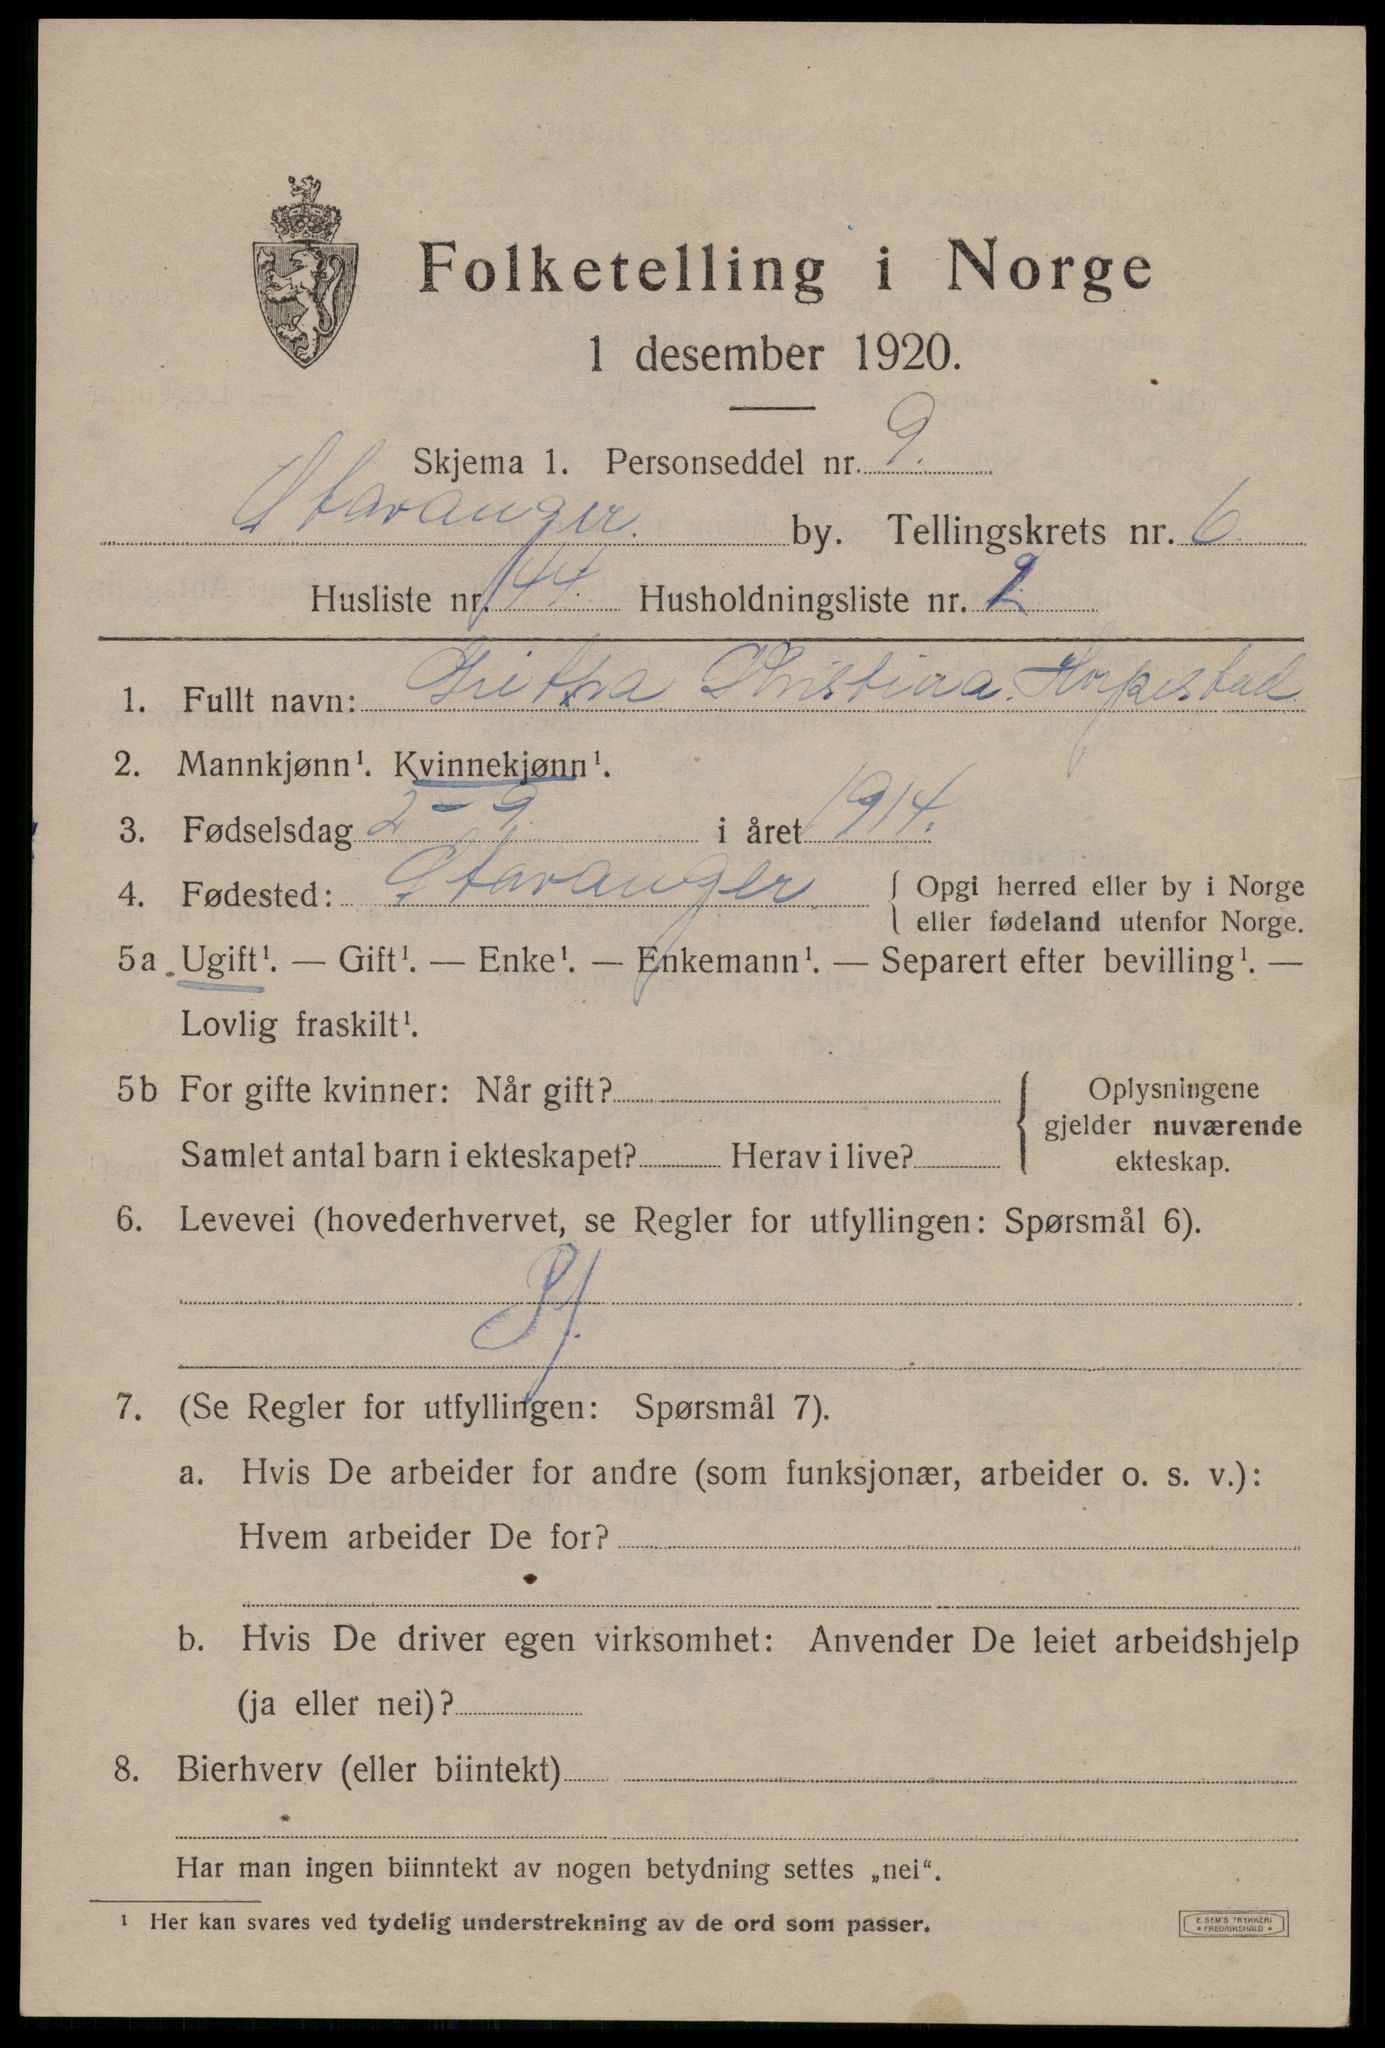 Folketelling i Norge
1 desember 1920.
Skjema 1. Personseddel nr. 9.
Stavanger. by. Tellingskrets nr. 6.
Husliste nr. 44. Husholdningsliste nr. 2
1. Fullt navn: Christina
2. Mannkjønn¹. Kvinnekjønn¹.
3. Fødselsdag 2-9. i året 1914.
4. Fødested: Stavanger. { Opgi herred eller by i Norge
eller fødeland utenfor Norge.
5a Ugift¹. — Gift¹. — Enke¹. — Enkemann¹. — Separert efter bevilling¹. —
Lovlig fraskilt¹.
5b For gifte kvinner: Når gift?
Samlet antal barn i ekteskapet? Herav i live?
Oplysningene
gjelder nuværende
ekteskap.
6. Levevei (hovederhvervet, se Regler for utfyllingen: Spørsmål 6).
7. (Se Regler for utfyllingen: Spørsmål 7).
a. Hvis De arbeider for andre (som funksjonær, arbeider o. s. v.):
Hvem arbeider De for?
b. Hvis De driver egen virksomhet: Anvender De leiet arbeidshjelp
(ja eller nei)?
8. Bierhverv (eller biintekt)
Har man ingen biinntekt av nogen betydning settes „nei“.
¹ Her kan svares ved tydelig understrekning av de ord som passer.
E. SEM'S TRYKKERI
* FREDRIKSHALD *